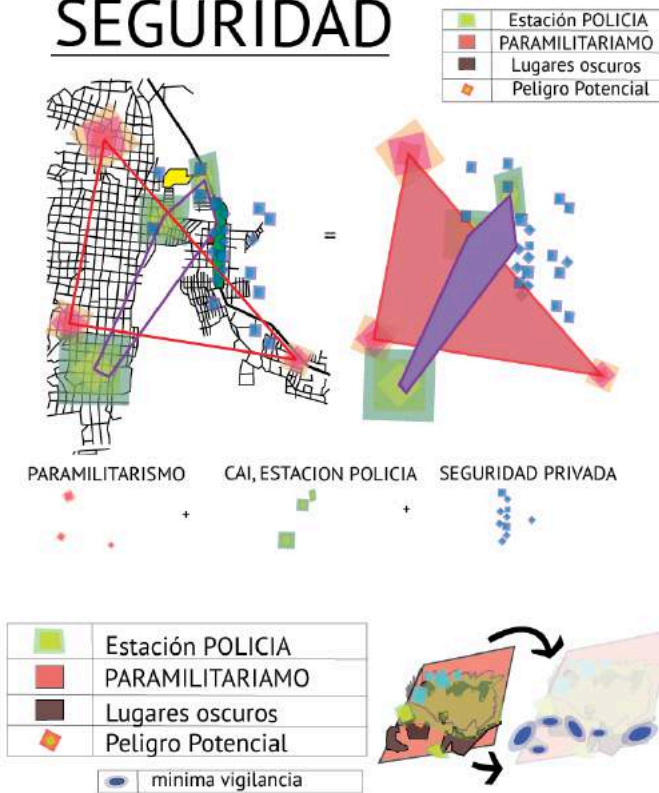 SEGURIDAD
Estación POLICIA
PARAMILITARIAMO
Lugares oscuros
Peligro Potencial
=
PARAMILITARISMO + CAI, ESTACION POLICIA + SEGURIDAD PRIVADA
Estación POLICIA
PARAMILITARIAMO
Lugares oscuros
Peligro Potencial
minima vigilancia